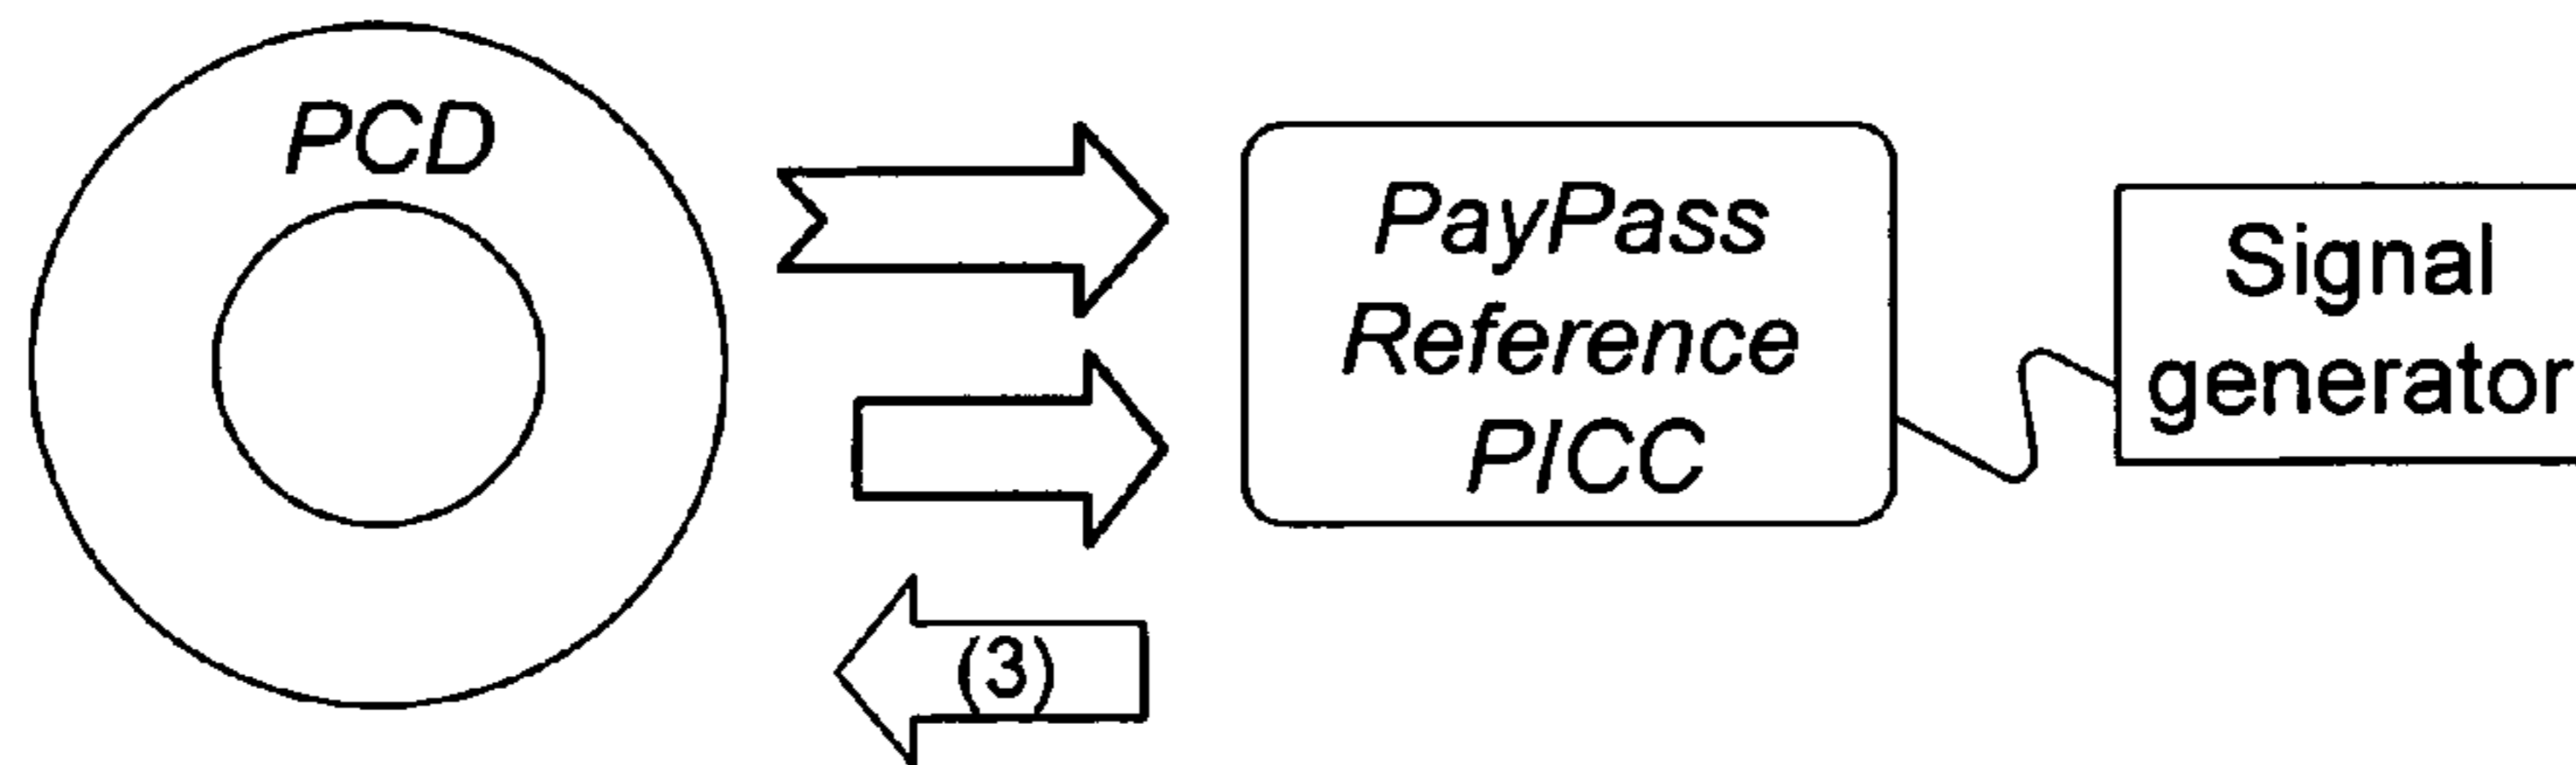 PCD
PayPass
Reference
PICC
Signal
generator
(3)